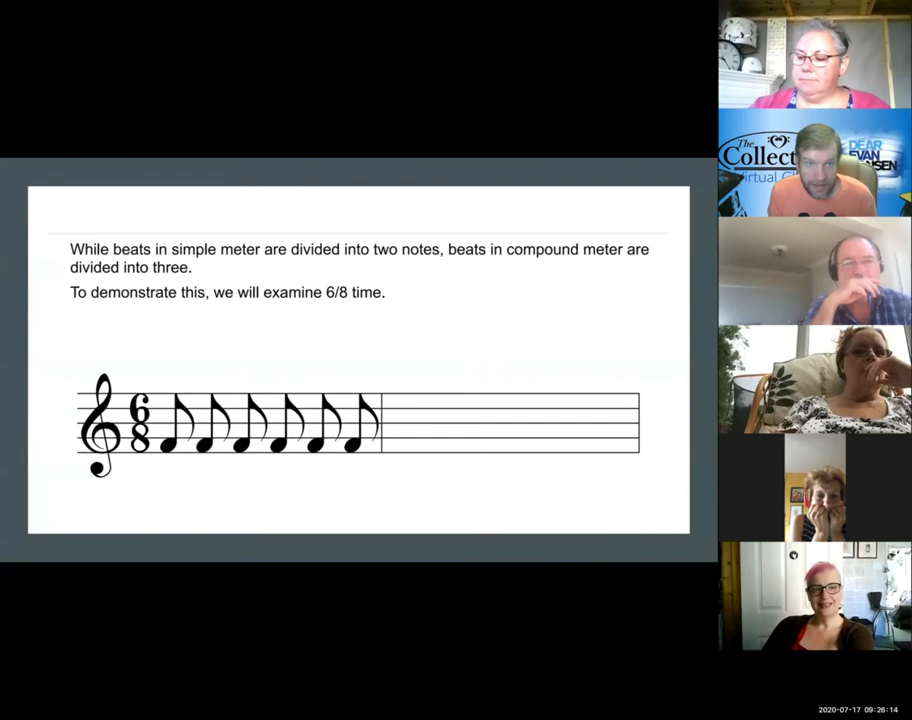 While beats in simple meter are divided into two notes, beats in compound meter are
divided into three.
To demonstrate this, we will examine 6/8 time.
6
8
The
Collect
Virtual
DEAR
EVAN
2020-07-17 09:26:14